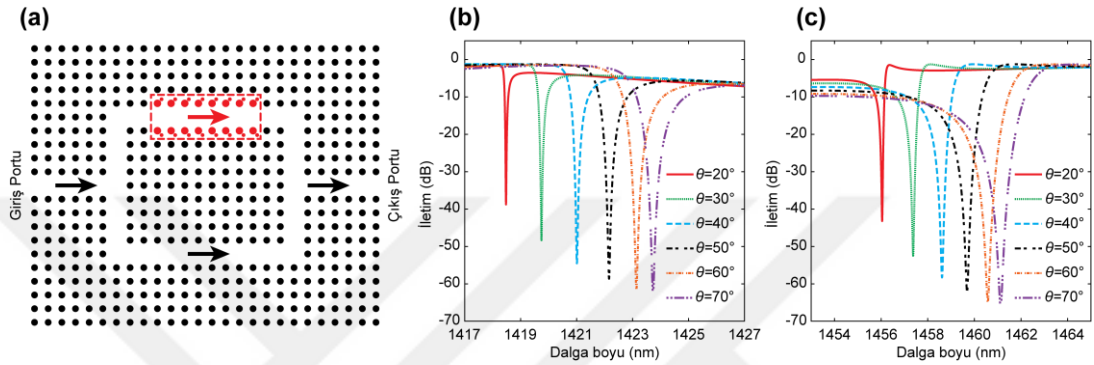 (a)
Giriş Portu
Çıkış Portu
(b)
İletim (dB)
0
-10
-20
-30
-40
-50
-60
-70
θ=20°
θ=30°
θ=40°
θ=50°
θ=60°
θ=70°
1417 1419 1421 1423 1425 1427
Dalga boyu (nm)
(c)
İletim (dB)
0
-10
-20
-30
-40
-50
-60
-70
θ=20°
θ=30°
θ=40°
θ=50°
θ=60°
θ=70°
1454 1456 1458 1460 1462 1464
Dalga boyu (nm)